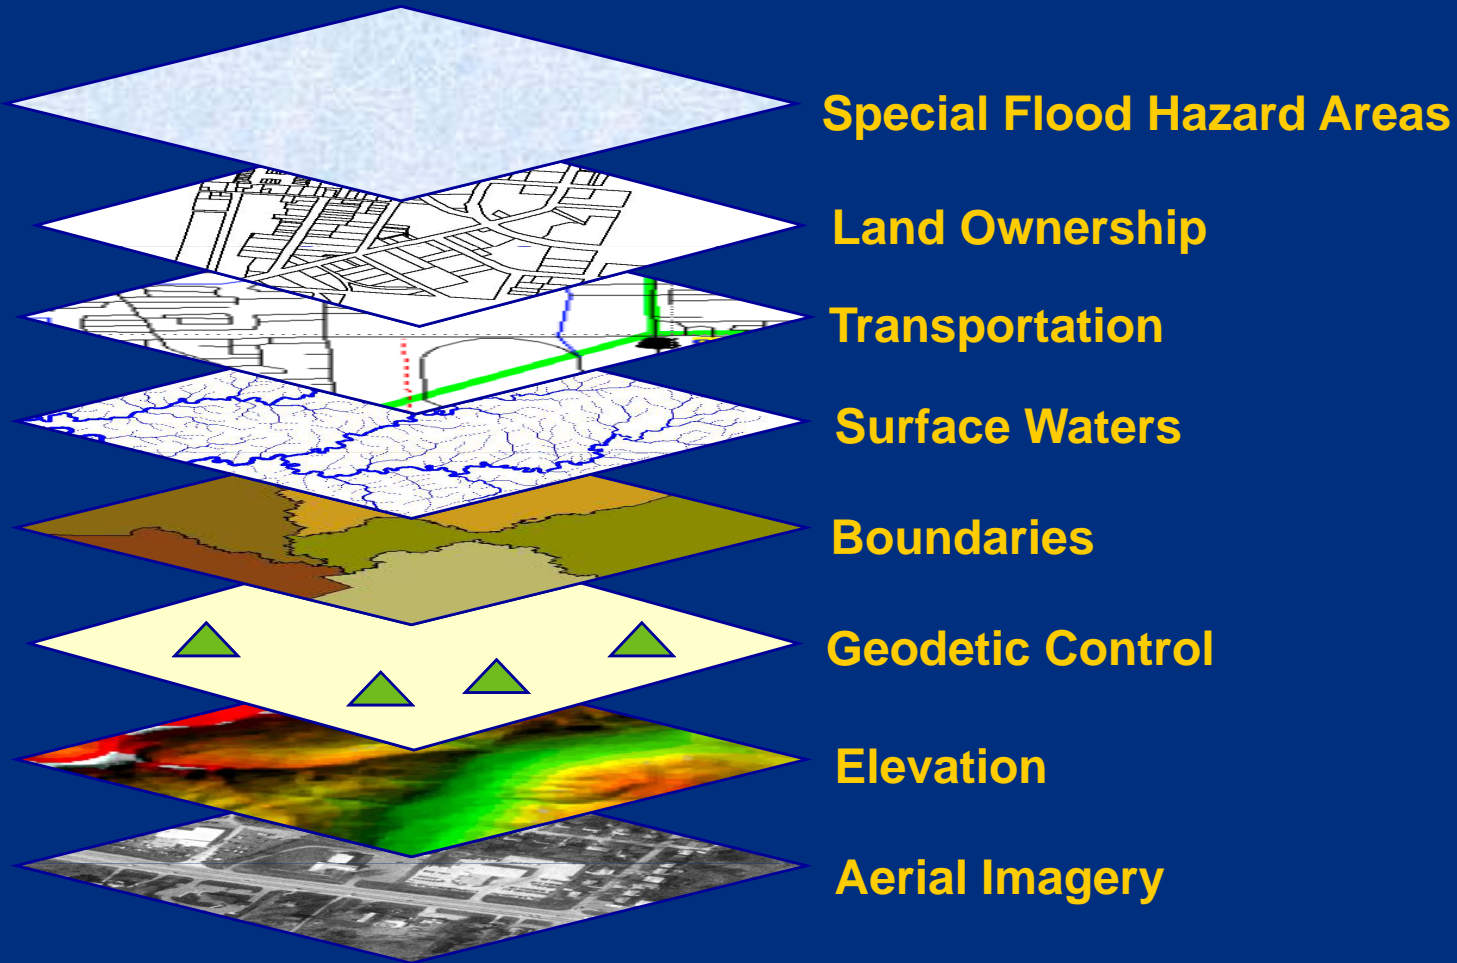 Special Flood Hazard Areas
Land Ownership
Transportation
Surface Waters
Boundaries
Geodetic Control
Elevation
Aerial Imagery